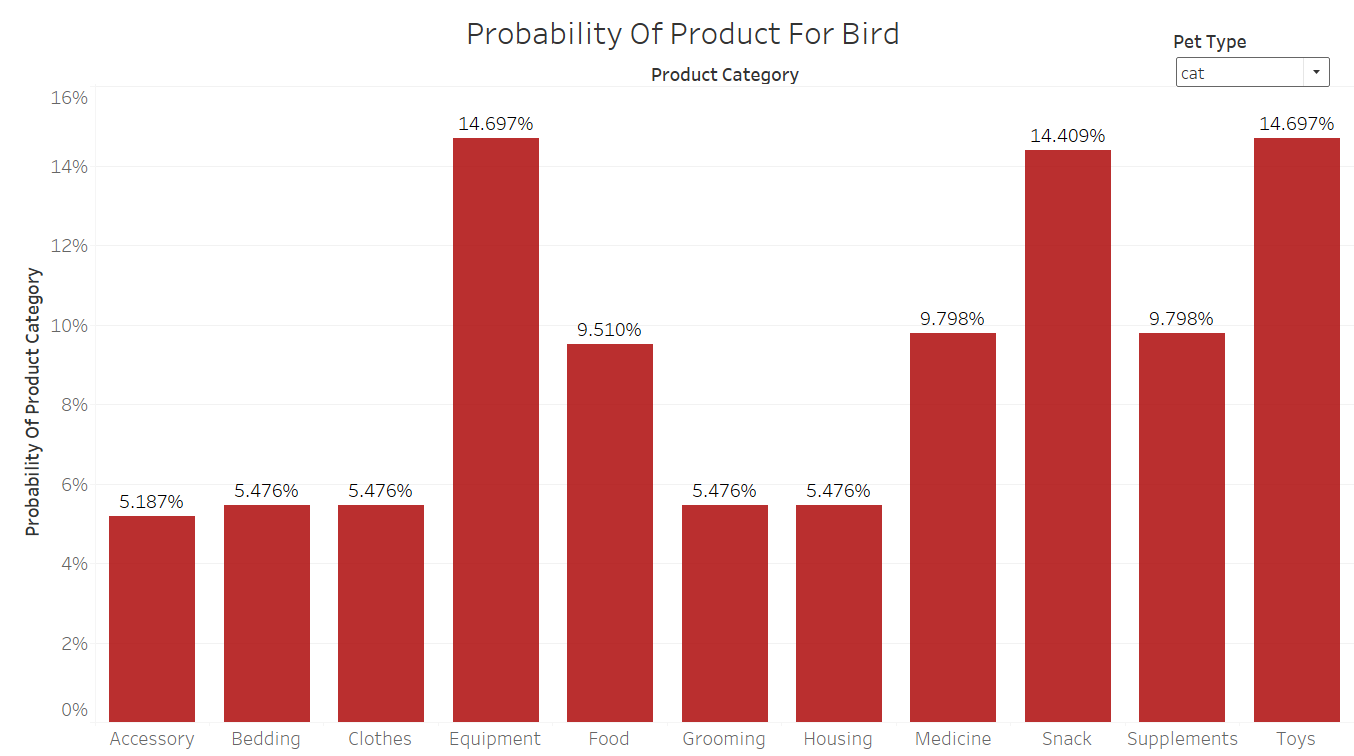 Probability Of Product For Bird
Pet Type
cat
Product Category
Probability Of Product Category
16%
14%
12%
10%
8%
6%
4%
2%
0%
5.187%
5.476%
5.476%
14.697%
9.510%
5.476%
5.476%
9.798%
14.409%
9.798%
14.697%
Accessory
Bedding
Clothes
Equipment
Food
Grooming
Housing
Medicine
Snack
Supplements
Toys